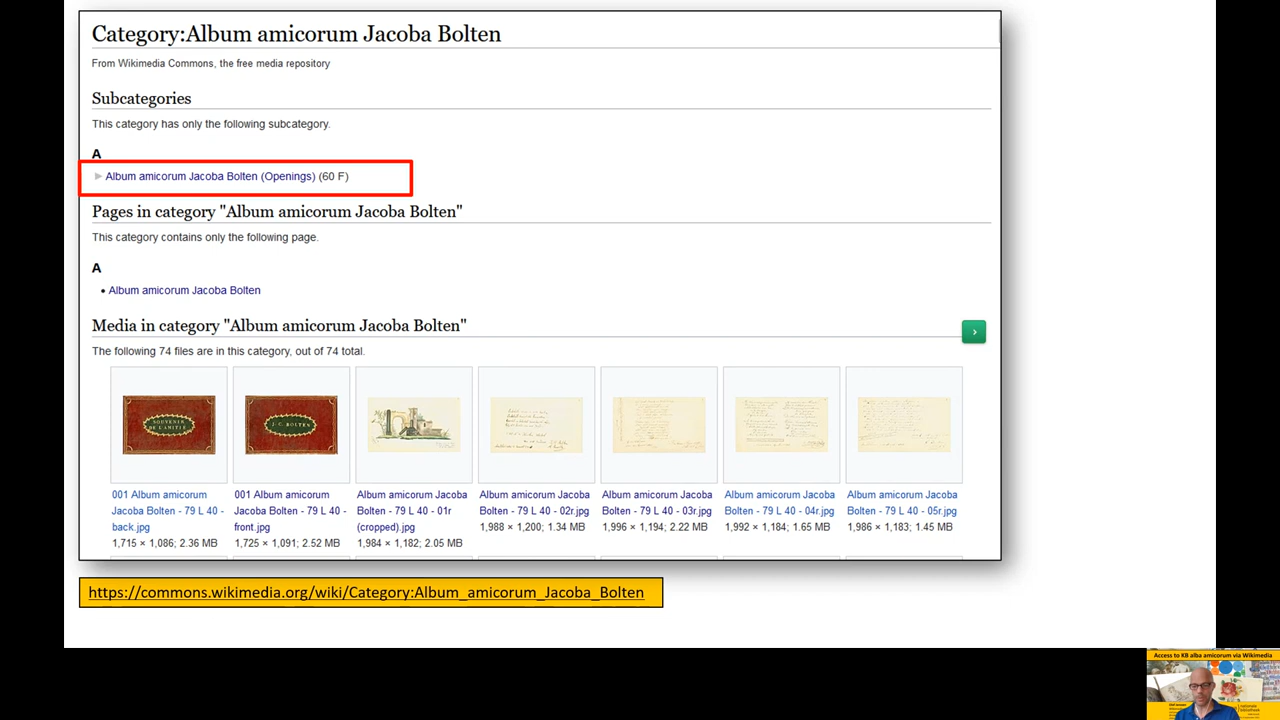 Category:Album amicorum Jacoba Bolten
From Wikimedia Commons, the free media repository
Subcategories
This category has only the following subcategory.
A
Album amicorum Jacoba Bolten (Openings) (60 F)
Pages in category "Album amicorum Jacoba Bolten"
This category contains only the following page.
A
• Album amicorum Jacoba Bolten
Media in category "Album amicorum Jacoba Bolten"
The following 74 files are in this category, out of 74 total.
SOUVENIR
DE L'AMITIÉ
J: C. BOLTEN
001 Album amicorum
Jacoba Bolten - 79 L 40 -
back.jpg
1,715 × 1,086; 2.36 MB
001 Album amicorum
Jacoba Bolten - 79 L 40 -
front.jpg
1,725 × 1,091; 2.52 MB
Album amicorum Jacoba
Bolten - 79 L 40 - 01r
(cropped).jpg
1,984 × 1,182; 2.05 MB
Album amicorum Jacoba
Bolten - 79 L 40 - 02r.jpg
1,988 × 1,200; 1.34 MB
Album amicorum Jacoba
Bolten - 79 L 40 - 03r.jpg
1,996 × 1,194; 2.22 MB
Album amicorum Jacoba
Bolten - 79 L 40 - 04r.jpg
1,992 × 1,184; 1.65 MB
Album amicorum Jacoba
Bolten - 79 L 40 - 05r.jpg
1,986 × 1,183; 1.45 MB
https://commons.wikimedia.org/wiki/Category:Album_amicorum_Jacoba_Bolten
Access to KB alba amicorum via Wikimedia